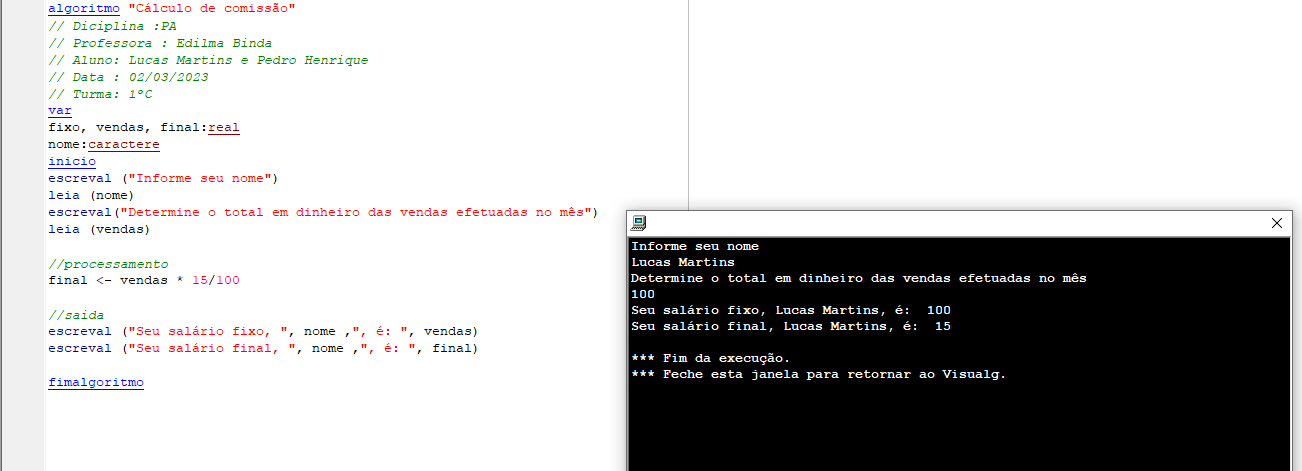 algoritmo "Cálculo de comissão"
// Diciplina :PA
// Professora : Edilma Binda
// Aluno: Lucas Martins e Pedro Henrique
// Data : 02/03/2023
// Turma: 1°C
var
fixo, vendas, final:real
nome:caractere
inicio
escreval ("Informe seu nome")
leia (nome)
escreval("Determine o total em dinheiro das vendas efetuadas no mês")
leia (vendas)
//processamento
final <- vendas * 15/100
//saida
escreval ("Seu salário fixo, ", nome ,", é: ", vendas)
escreval ("Seu salário final, ", nome ,", é: ", final)
fimalgoritmo
Informe seu nome
Lucas Martins
Determine o total em dinheiro das vendas efetuadas no mês
100
Seu salário fixo, Lucas Martins, é:  100
Seu salário final, Lucas Martins, é:  15
*** Fim da execução.
*** Feche esta janela para retornar ao Visualg.